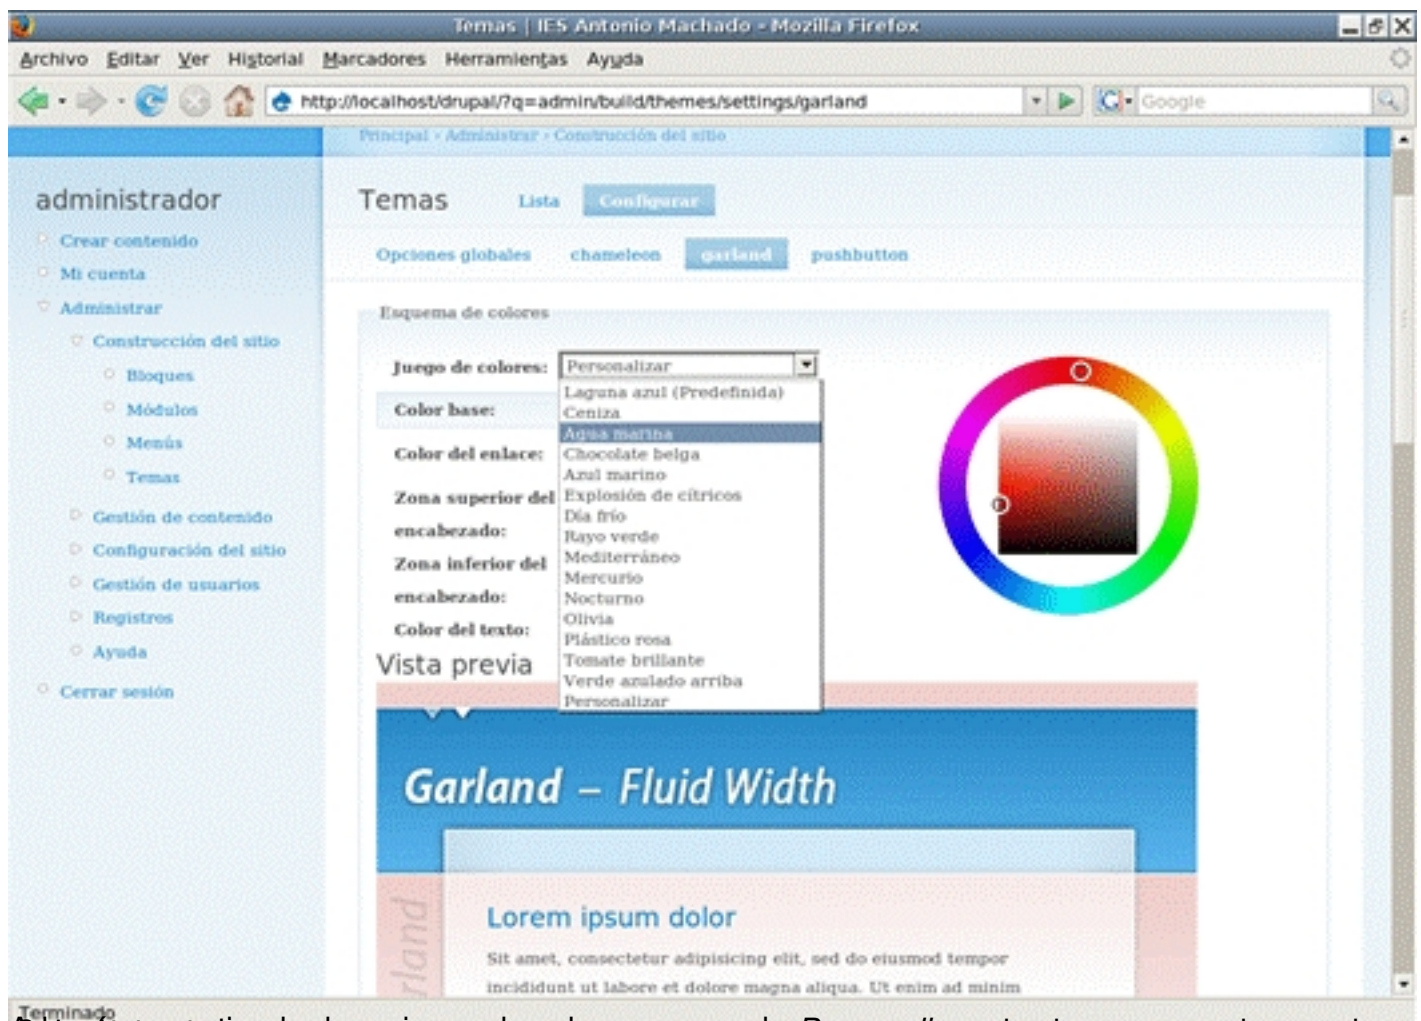 Temas | IES Antonio Machado - Mozilla Firefox
Archivo Editar Ver Historial Marcadores Herramientas Ayuda
http://localhost/drupal/?q=admin/build/themes/settings/garland
Google
Principal › Administrar › Construcción del sitio
administrador
Crear contenido
Mi cuenta
Administrar
Construcción del sitio
Bloques
Módulos
Menús
Temas
Gestión de contenido
Configuración del sitio
Gestión de usuarios
Registros
Ayuda
Cerrar sesión
Temas Lista Configurar
Opciones globales chameleon garland pushbutton
Esquema de colores
Juego de colores: Personalizar
Color base:
Color del enlace:
Zona superior del
encabezado:
Zona inferior del
encabezado:
Color del texto:
Laguna azul (Predefinida)
Ceniza
Agua marina
Chocolate belga
Azul marino
Explosión de cítricos
Día frío
Rayo verde
Mediterráneo
Mercurio
Nocturno
Olivia
Plástico rosa
Tomate brillante
Verde azulado arriba
Personalizar
Vista previa
Garland – Fluid Width
rland
Lorem ipsum dolor
Sit amet, consectetur adipisicing elit, sed do eiusmod tempor
incididunt ut labore et dolore magna aliqua. Ut enim ad minim
Terminado